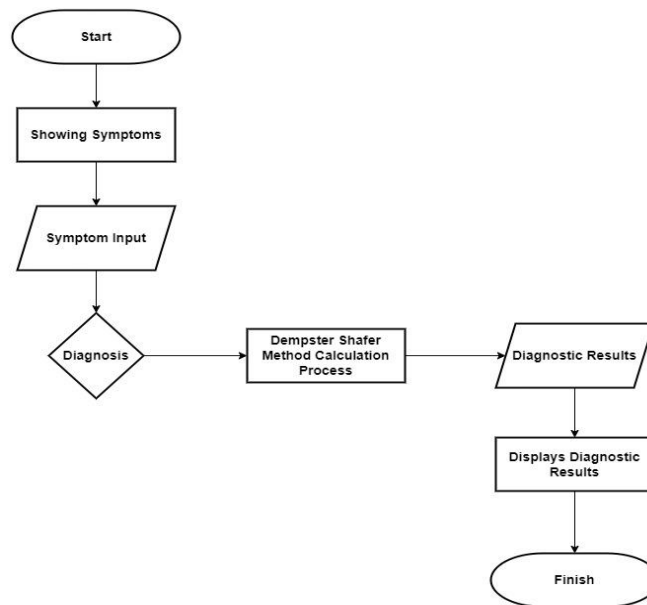 Start
Showing Symptoms
Symptom Input
Diagnosis
Dempster Shafer
Method Calculation
Process
Diagnostic Results
Displays Diagnostic
Results
Finish